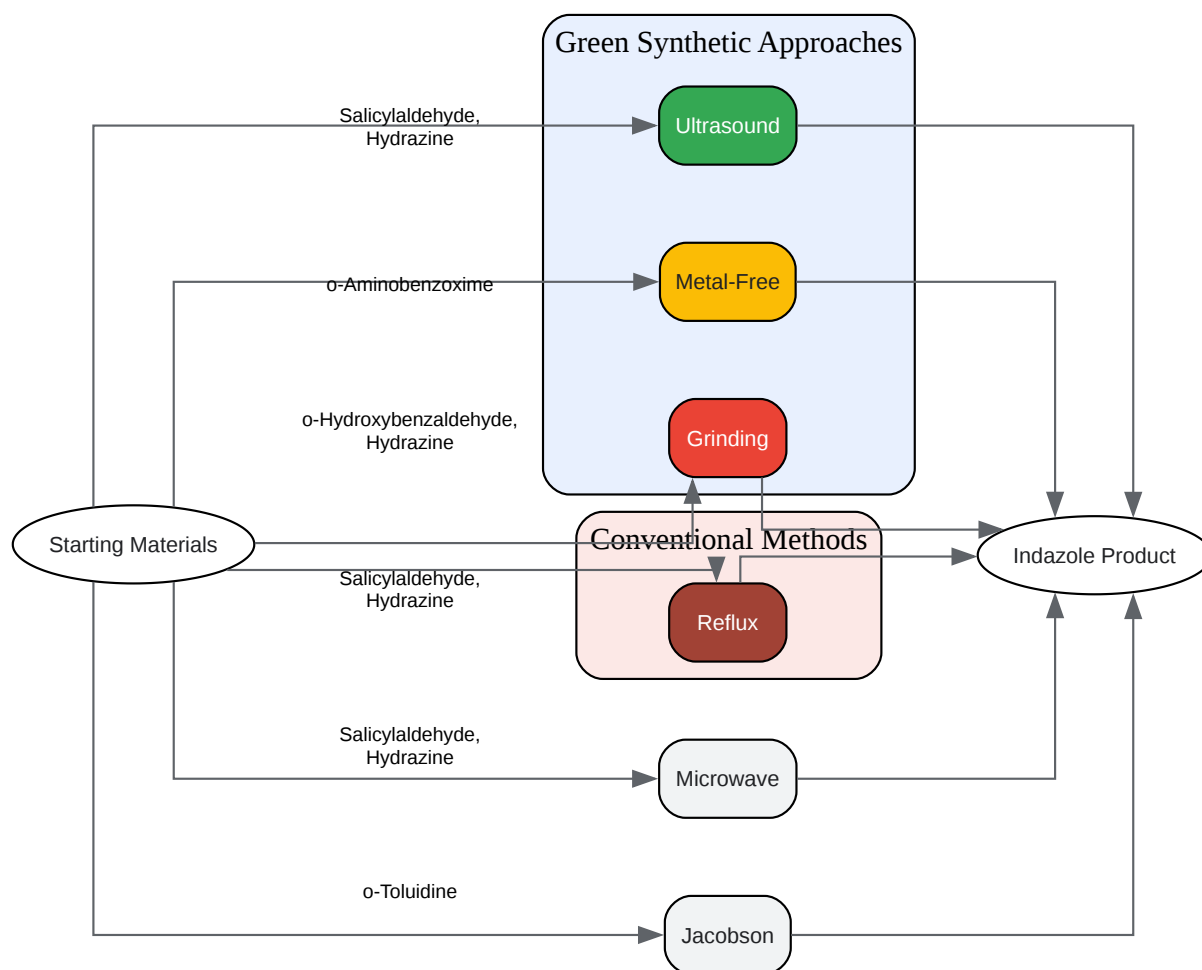 Green Synthetic Approaches
Salicylaldehyde,
Hydrazine
Ultrasound
o-Aminobenzoxime
Metal-Free
o-Hydroxybenzaldehyde,
Hydrazine
Grinding
Starting Materials
Conventional Methods
Indazole Product
Salicylaldehyde,
Hydrazine
Reflux
Salicylaldehyde,
Hydrazine
Microwave
o-Toluidine
Jacobson